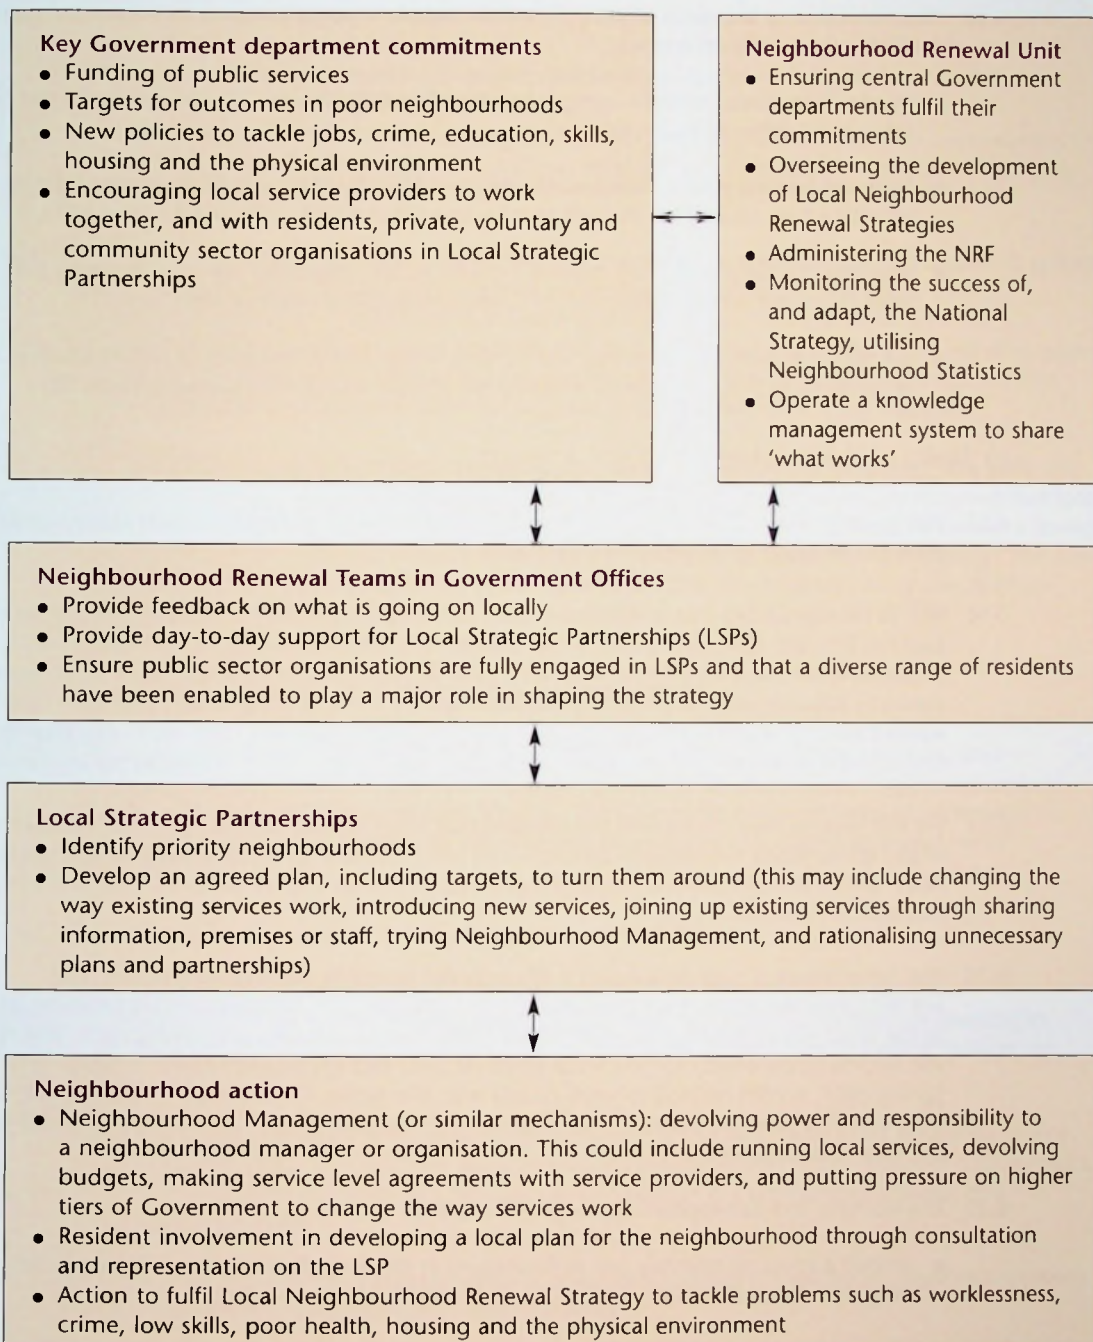 Key Government department commitments
• Funding of public services
• Targets for outcomes in poor neighbourhoods
• New policies to tackle jobs, crime, education, skills,
housing and the physical environment
• Encouraging local service providers to work
together, and with residents, private, voluntary and
community sector organisations in Local Strategic
Partnerships
Neighbourhood Renewal Unit
• Ensuring central Government
departments fulfil their
commitments
• Overseeing the development
of Local Neighbourhood
Renewal Strategies
• Administering the NRF
• Monitoring the success of,
and adapt, the National
Strategy, utilising
Neighbourhood Statistics
• Operate a knowledge
management system to share
‘what works’
Neighbourhood Renewal Teams in Government Offices
• Provide feedback on what is going on locally
• Provide day-to-day support for Local Strategic Partnerships (LSPs)
• Ensure public sector organisations are fully engaged in LSPs and that a diverse range of residents
have been enabled to play a major role in shaping the strategy
Local Strategic Partnerships
• Identify priority neighbourhoods
• Develop an agreed plan, including targets, to turn them around (this may include changing the
way existing services work, introducing new services, joining up existing services through sharing
information, premises or staff, trying Neighbourhood Management, and rationalising unnecessary
plans and partnerships)
Neighbourhood action
• Neighbourhood Management (or similar mechanisms): devolving power and responsibility to
a neighbourhood manager or organisation. This could include running local services, devolving
budgets, making service level agreements with service providers, and putting pressure on higher
tiers of Government to change the way services work
• Resident involvement in developing a local plan for the neighbourhood through consultation
and representation on the LSP
• Action to fulfil Local Neighbourhood Renewal Strategy to tackle problems such as worklessness,
crime, low skills, poor health, housing and the physical environment